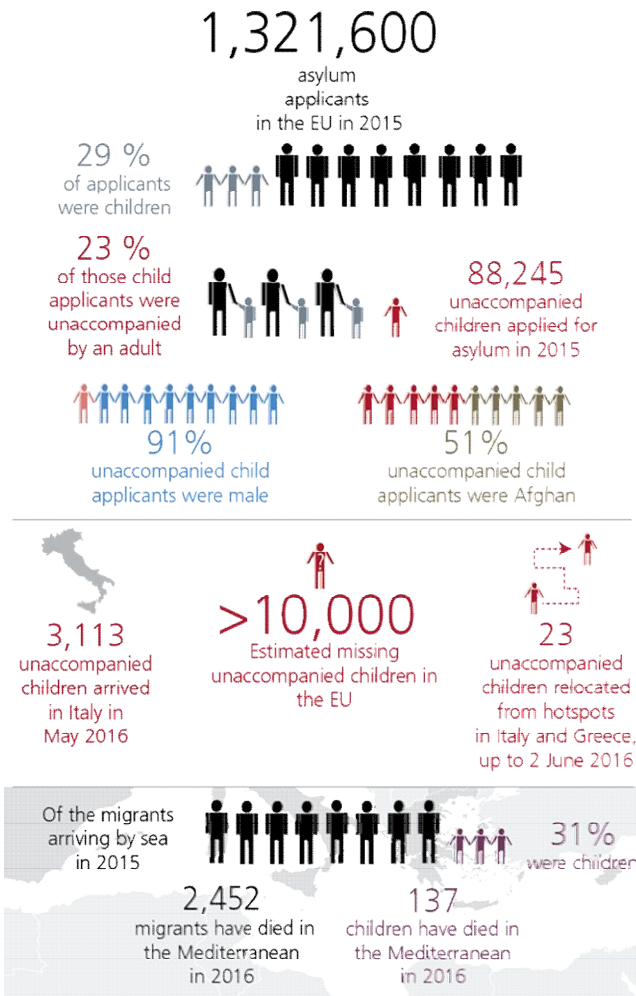 1,321,600
asylum
applicants
in the EU in 2015
29 %
of applicants
were children
23 %
of those child
applicants were
unaccompanied
by an adult
88,245
unaccompanied
children applied for
asylum in 2015
91%
unaccompanied child
applicants were male
51%
unaccompanied child
applicants were Afghan
3,113
unaccompanied
children arrived
in Italy in
May 2016
?
>10,000
Estimated missing
unaccompanied children in
the EU
23
unaccompanied
children relocated
from hotspots
in Italy and Greece,
up to 2 June 2016
Of the migrants
arriving by sea
in 2015
31%
were children
2,452
migrants have died in
the Mediterranean
in 2016
137
children have died in
the Mediterranean
in 2016